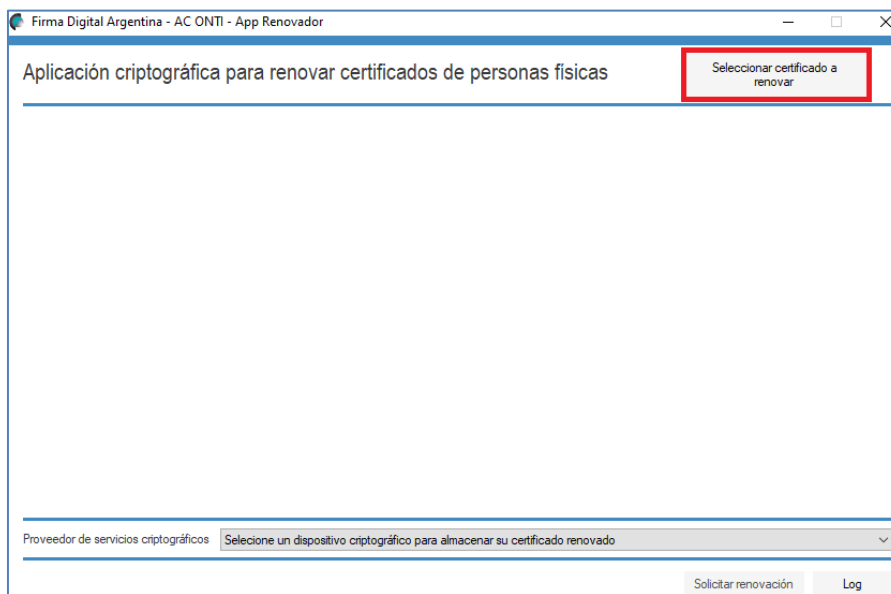 Firma Digital Argentina - AC ONTI - App Renovador
Aplicación criptográfica para renovar certificados de personas físicas
Seleccionar certificado a
renovar
Proveedor de servicios criptográficos
Selecione un dispositivo criptográfico para almacenar su certificado renovado
Solicitar renovación
Log